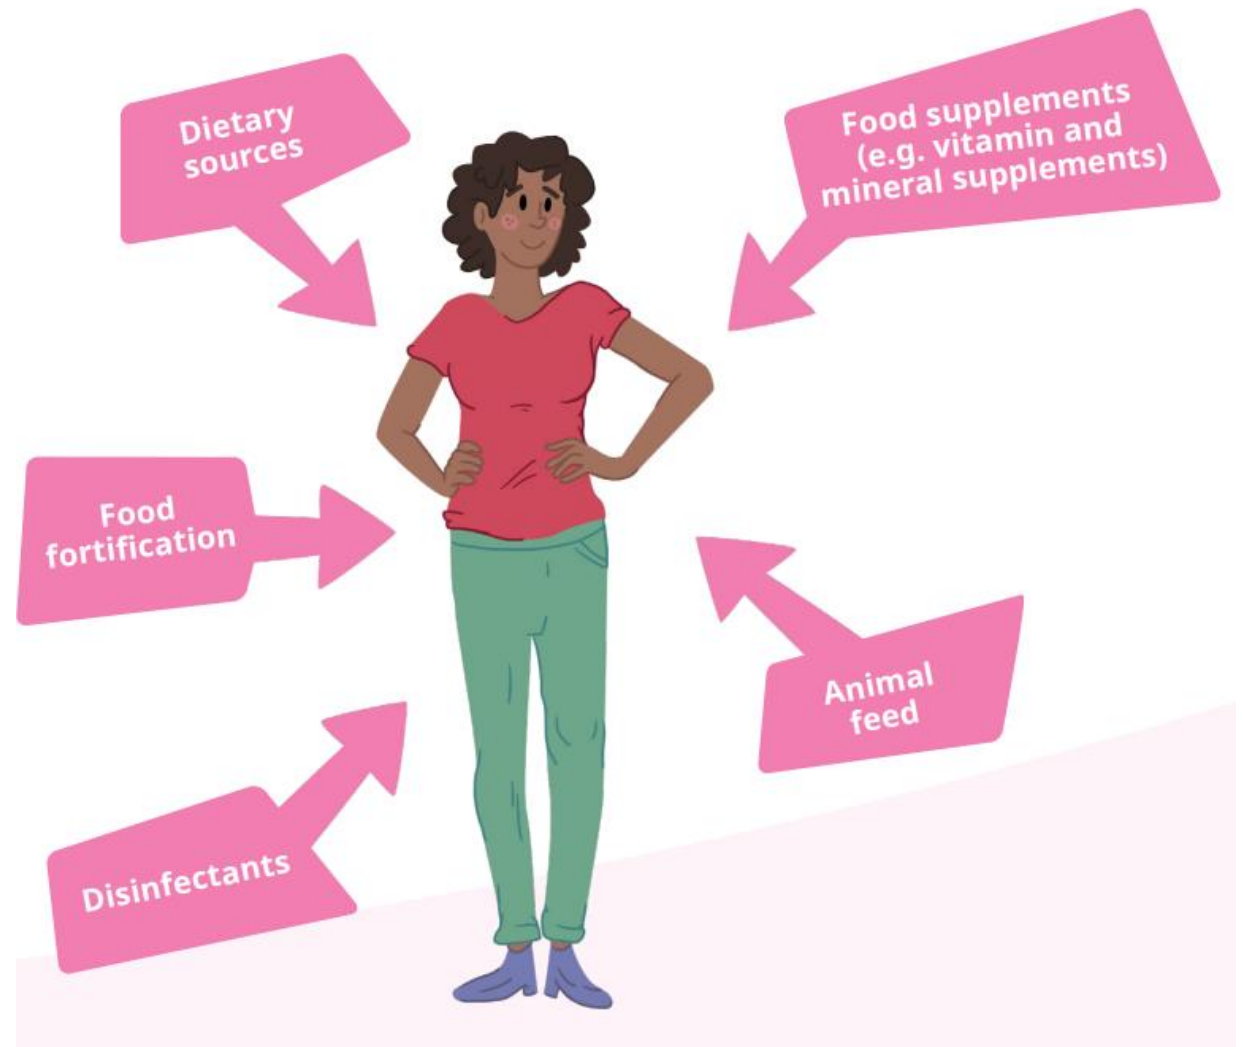 Dietary
sources
Food supplements
(e.g. vitamin and
mineral supplements)
Food
fortification
Animal
feed
Disinfectants